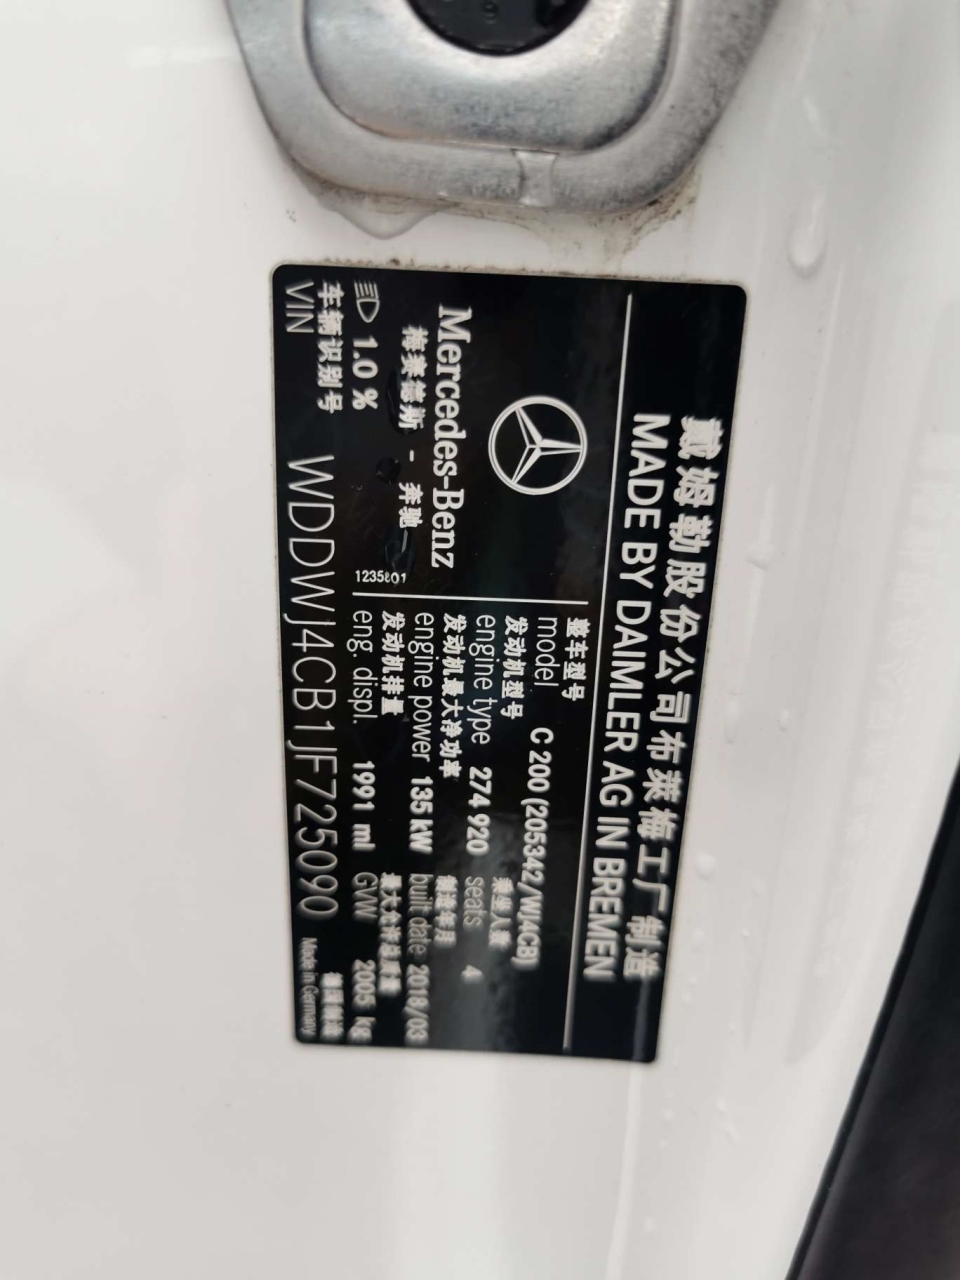 戴姆勒股份公司布莱梅工厂制造
MADE BY DAIMLER AG IN BREMEN
Mercedes-Benz
梅赛德斯 - 奔驰
1.0 %
1235801
整车型号
model C 200 (205342/WJ4CB)
发动机型号 乘坐人数
engine type 274 920 seats 4
发动机最大净功率 制造年月
engine power 135 kW built date 2018/03
发动机排量 最大允许总质量
eng. displ. 1991 ml GVW 2005 kg
车辆识别号 德国制造
VIN WDDWJ4CB1JF725090 Made in Germany